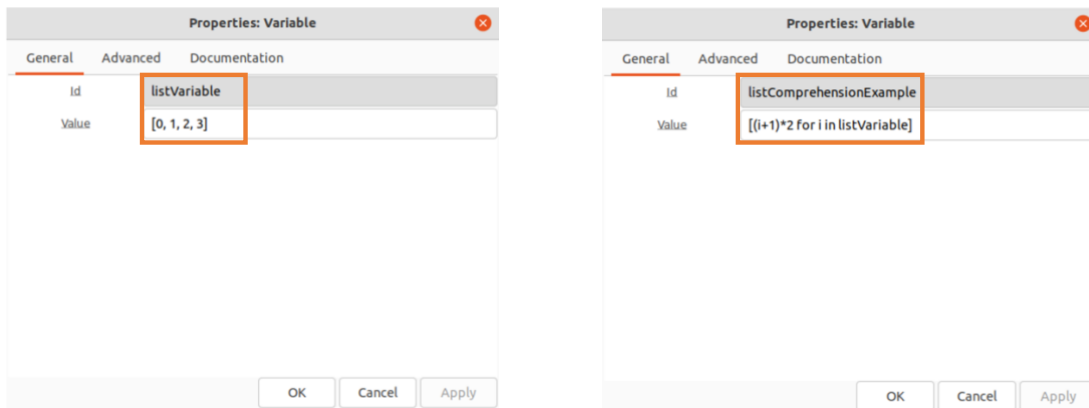 Properties: Variable
General Advanced Documentation
Id listVariable
Value [0, 1, 2, 3]
OK Cancel Apply
Properties: Variable
General Advanced Documentation
Id listComprehensionExample
Value [(i+1)*2 for i in listVariable]
OK Cancel Apply